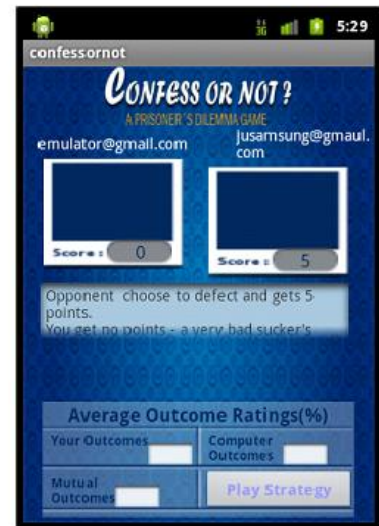 3G 5:29
confessornot
CONFESS OR NOT?
A PRISONER'S DILEMMA GAME
emulator@gmail.com
jusamsung@gmaul.
com
Score: 0
Score: 5
Opponent choose to defect and gets 5
points.
You get no points - a very bad sucker's
Average Outcome Ratings(%)
Your Outcomes
Computer
Outcomes
Mutual
Outcomes
Play Strategy